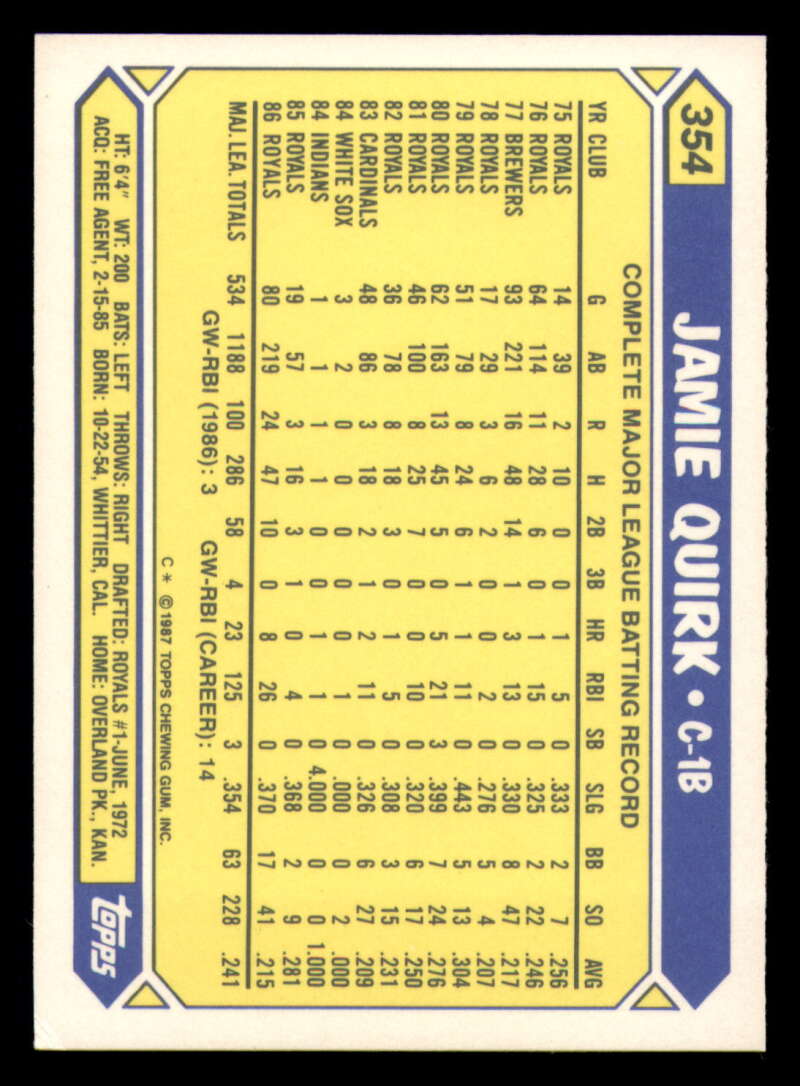 354 JAMIE QUIRK • C-1B
COMPLETE MAJOR LEAGUE BATTING RECORD
YR CLUB G AB R H 2B 3B HR RBI SB SLG BB SO AVG
75 ROYALS 14 39 2 10 0 0 1 5 0 .333 2 7 .256
76 ROYALS 64 114 11 28 6 0 1 15 0 .325 2 22 .246
77 BREWERS 93 221 16 48 14 1 3 13 0 .330 8 47 .217
78 ROYALS 17 29 3 6 2 0 0 2 0 .276 5 4 .207
79 ROYALS 51 79 8 24 6 1 1 11 0 .443 5 13 .304
80 ROYALS 62 163 13 45 5 0 5 21 3 .399 7 24 .276
81 ROYALS 46 100 8 25 7 0 0 10 0 .320 6 17 .250
82 ROYALS 36 78 8 18 3 0 1 5 0 .308 3 15 .231
83 CARDINALS 48 86 3 18 2 1 2 11 0 .326 6 27 .209
84 WHITE SOX 3 2 0 0 0 0 0 1 0 .000 0 2 .000
84 INDIANS 1 1 1 1 0 0 1 1 0 4.000 0 0 1.000
85 ROYALS 19 57 3 16 3 1 0 4 0 .368 2 9 .281
86 ROYALS 80 219 24 47 10 0 8 26 0 .370 17 41 .215
MAJ. LEA. TOTALS 534 1188 100 286 58 4 23 125 3 .354 63 228 .241
GW-RBI (1986): 3 GW-RBI (CAREER): 14
C * ©1987 TOPPS CHEWING GUM, INC.
HT: 6'4" WT: 200 BATS: LEFT THROWS: RIGHT DRAFTED: ROYALS #1-JUNE, 1972
ACQ: FREE AGENT, 2-15-85 BORN: 10-22-54, WHITTIER, CAL. HOME: OVERLAND PK., KAN.
topps